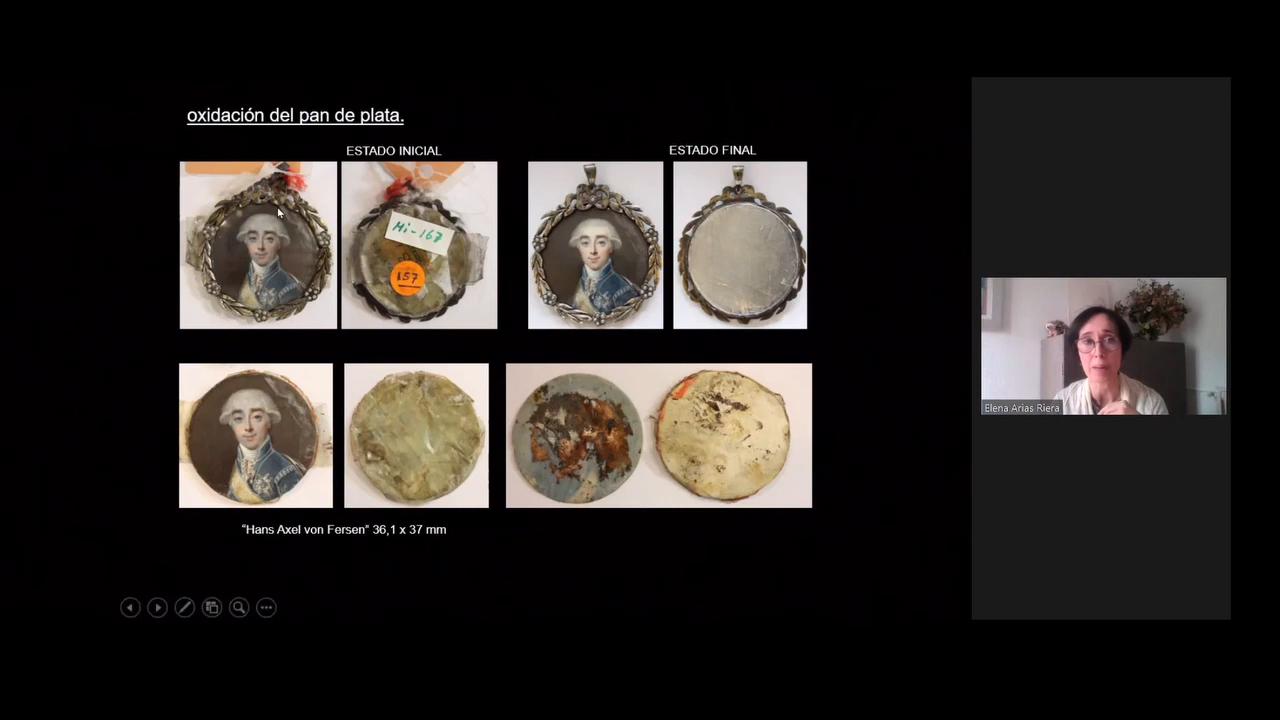 oxidación del pan de plata.
ESTADO INICIAL
ESTADO FINAL
Hi-167
157
Elena Arias Riera
“Hans Axel von Fersen” 36,1 x 37 mm